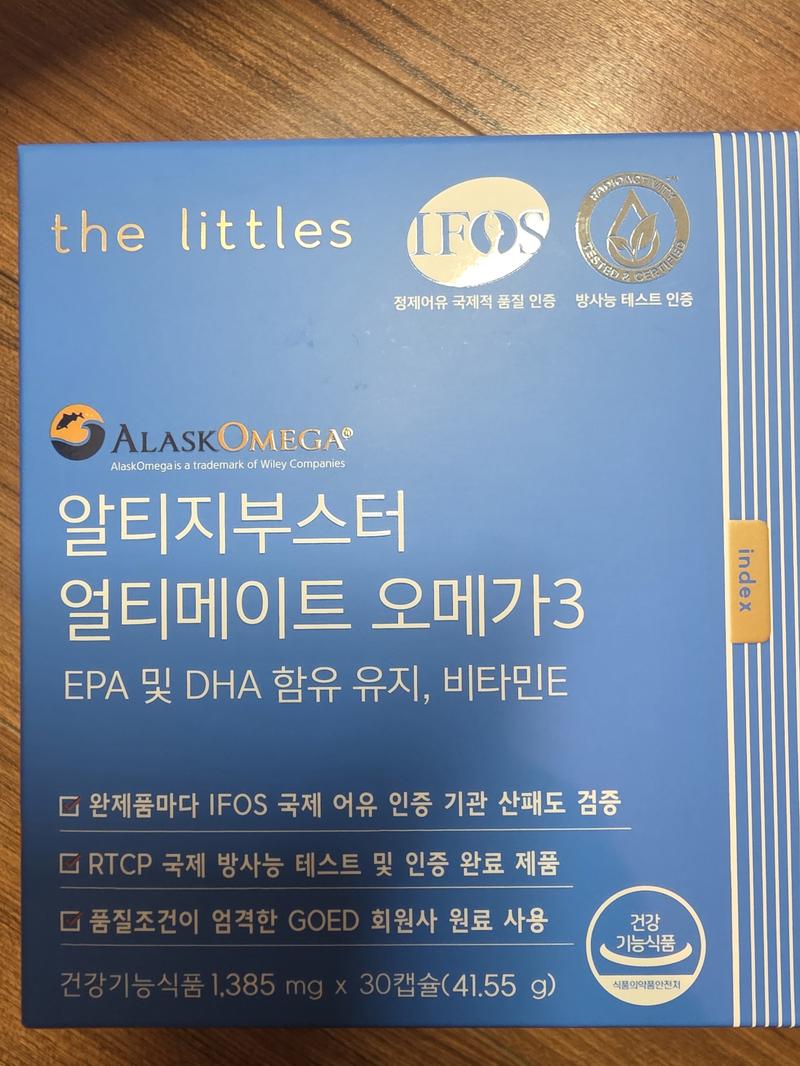 the littles
IFOS
RADIOACTIVITY
TESTED & CERTIFIED
정제어유 국제적 품질 인증
방사능 테스트 인증
ALASKOMEGA®
AlaskOmega is a trademark of Wiley Companies
알티지부스터
얼티메이트 오메가3
EPA 및 DHA 함유 유지, 비타민E
index
완제품마다 IFOS 국제 어유 인증 기관 산패도 검증
RTCP 국제 방사능 테스트 및 인증 완료 제품
품질조건이 엄격한 GOED 회원사 원료 사용
건강
기능식품
식품의약품안전처
건강기능식품 1,385 mg x 30캡슐(41.55 g)